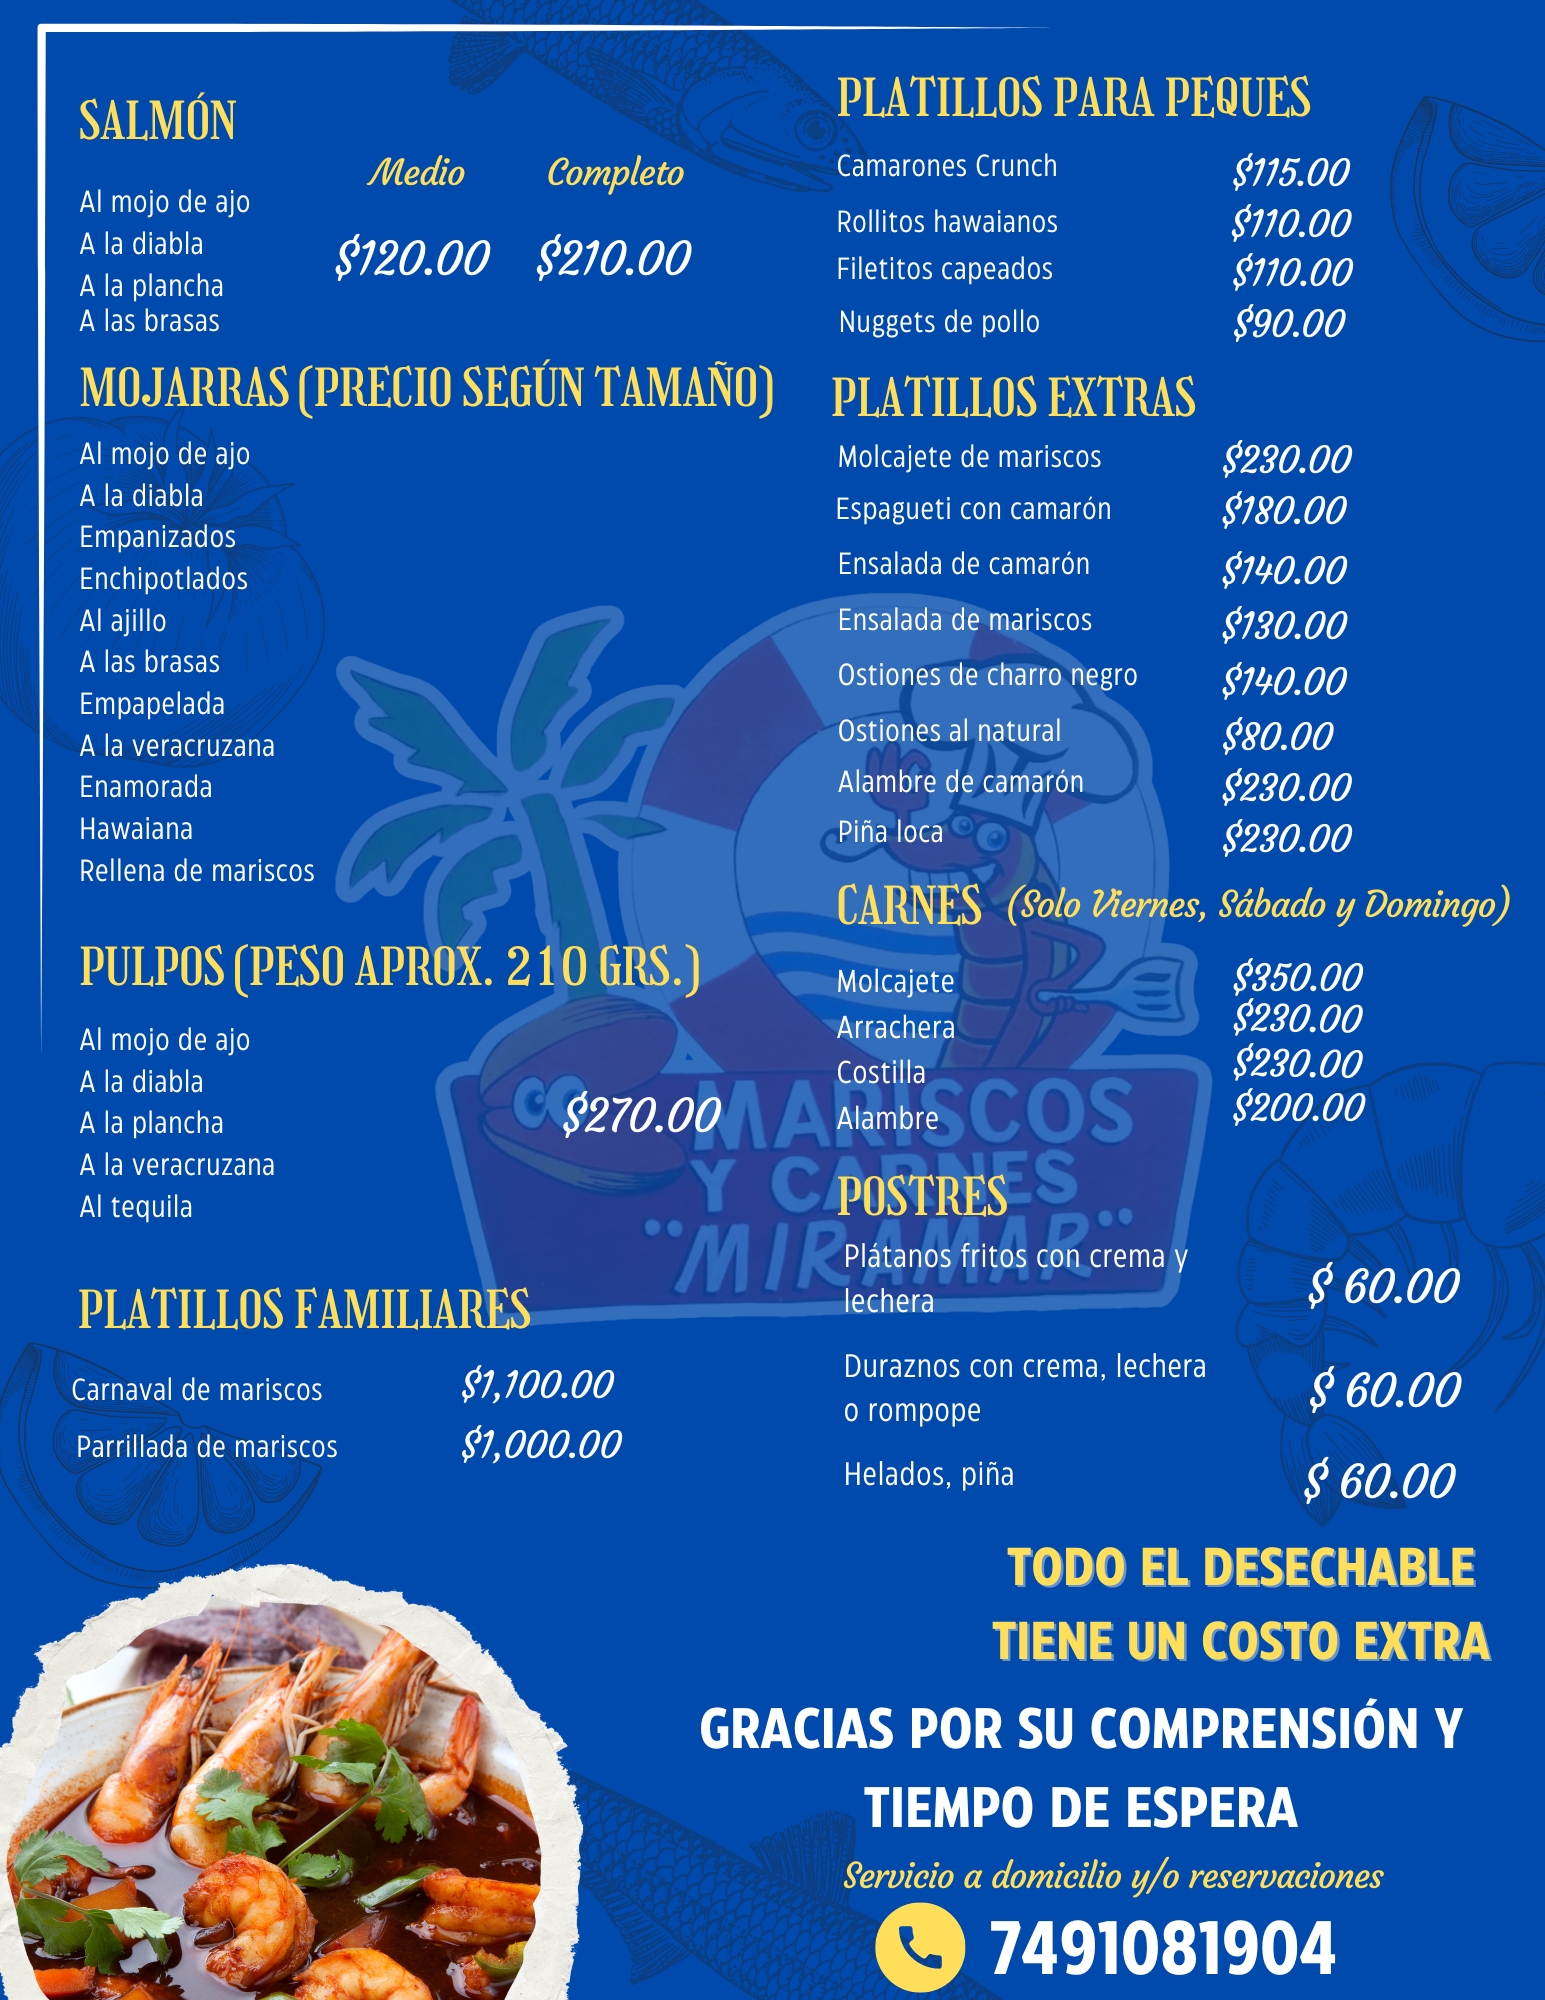 SALMÓN
Medio Completo
Al mojo de ajo
A la diabla
A la plancha
A las brasas
$120.00 $210.00
MOJARRAS (PRECIO SEGÚN TAMAÑO)
Al mojo de ajo
A la diabla
Empanizados
Enchipotlados
Al ajillo
A las brasas
Empapelada
A la veracruzana
Enamorada
Hawaiana
Rellena de mariscos
PULPOS (PESO APROX. 210 GRS.)
Al mojo de ajo
A la diabla
A la plancha
A la veracruzana
Al tequila
$270.00
PLATILLOS FAMILIARES
Carnaval de mariscos $1,100.00
Parrillada de mariscos $1,000.00
PLATILLOS PARA PEQUES
Camarones Crunch $115.00
Rollitos hawaianos $110.00
Filetitos capeados $110.00
Nuggets de pollo $90.00
PLATILLOS EXTRAS
Molcajete de mariscos $230.00
Espagueti con camarón $180.00
Ensalada de camarón $140.00
Ensalada de mariscos $130.00
Ostiones de charro negro $140.00
Ostiones al natural $80.00
Alambre de camarón $230.00
Piña loca $230.00
CARNES (Solo Viernes, Sábado y Domingo)
Molcajete $350.00
Arrachera $230.00
Costilla $230.00
Alambre $200.00
POSTRES
Plátanos fritos con crema y
lechera $ 60.00
Duraznos con crema, lechera
o rompope $ 60.00
Helados, piña $ 60.00
MARISCOS
Y CARNES
¨MIRAMAR¨
TODO EL DESECHABLE
TIENE UN COSTO EXTRA
GRACIAS POR SU COMPRENSIÓN Y
TIEMPO DE ESPERA
Servicio a domicilio y/o reservaciones
7491081904